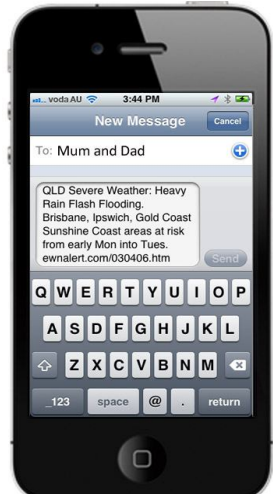 voda AU 3:44 PM
New Message
Cancel
To: Mum and Dad
QLD Severe Weather: Heavy
Rain Flash Flooding.
Brisbane, Ipswich, Gold Coast
Sunshine Coast areas at risk
from early Mon into Tues.
ewnalert.com/030406.htm
Send
Q W E R T Y U I O P
A S D F G H J K L
Z X C V B N M
_123 space @ . return